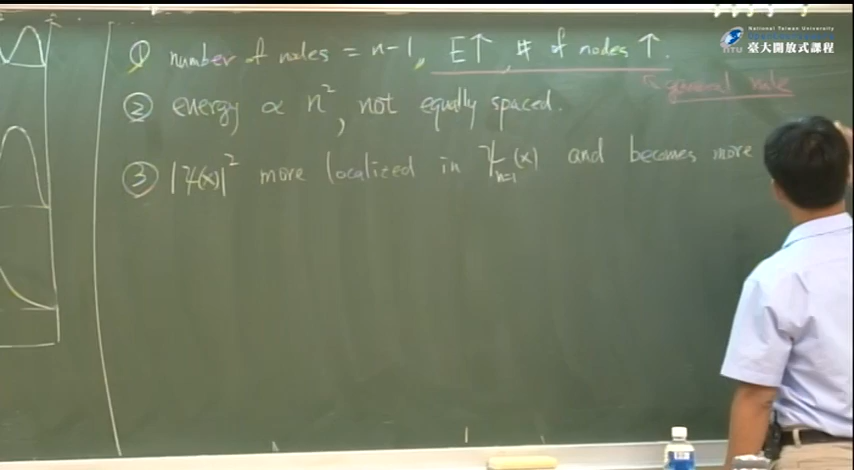 ① number of nodes = n-1, E↑, # of nodes ↑.
↖ general rule
② energy ∝ n², not equally spaced.
③ |ψ(x)|² more localized in ψₙ₌₁(x) and becomes more
National Taiwan University
臺大開放式課程